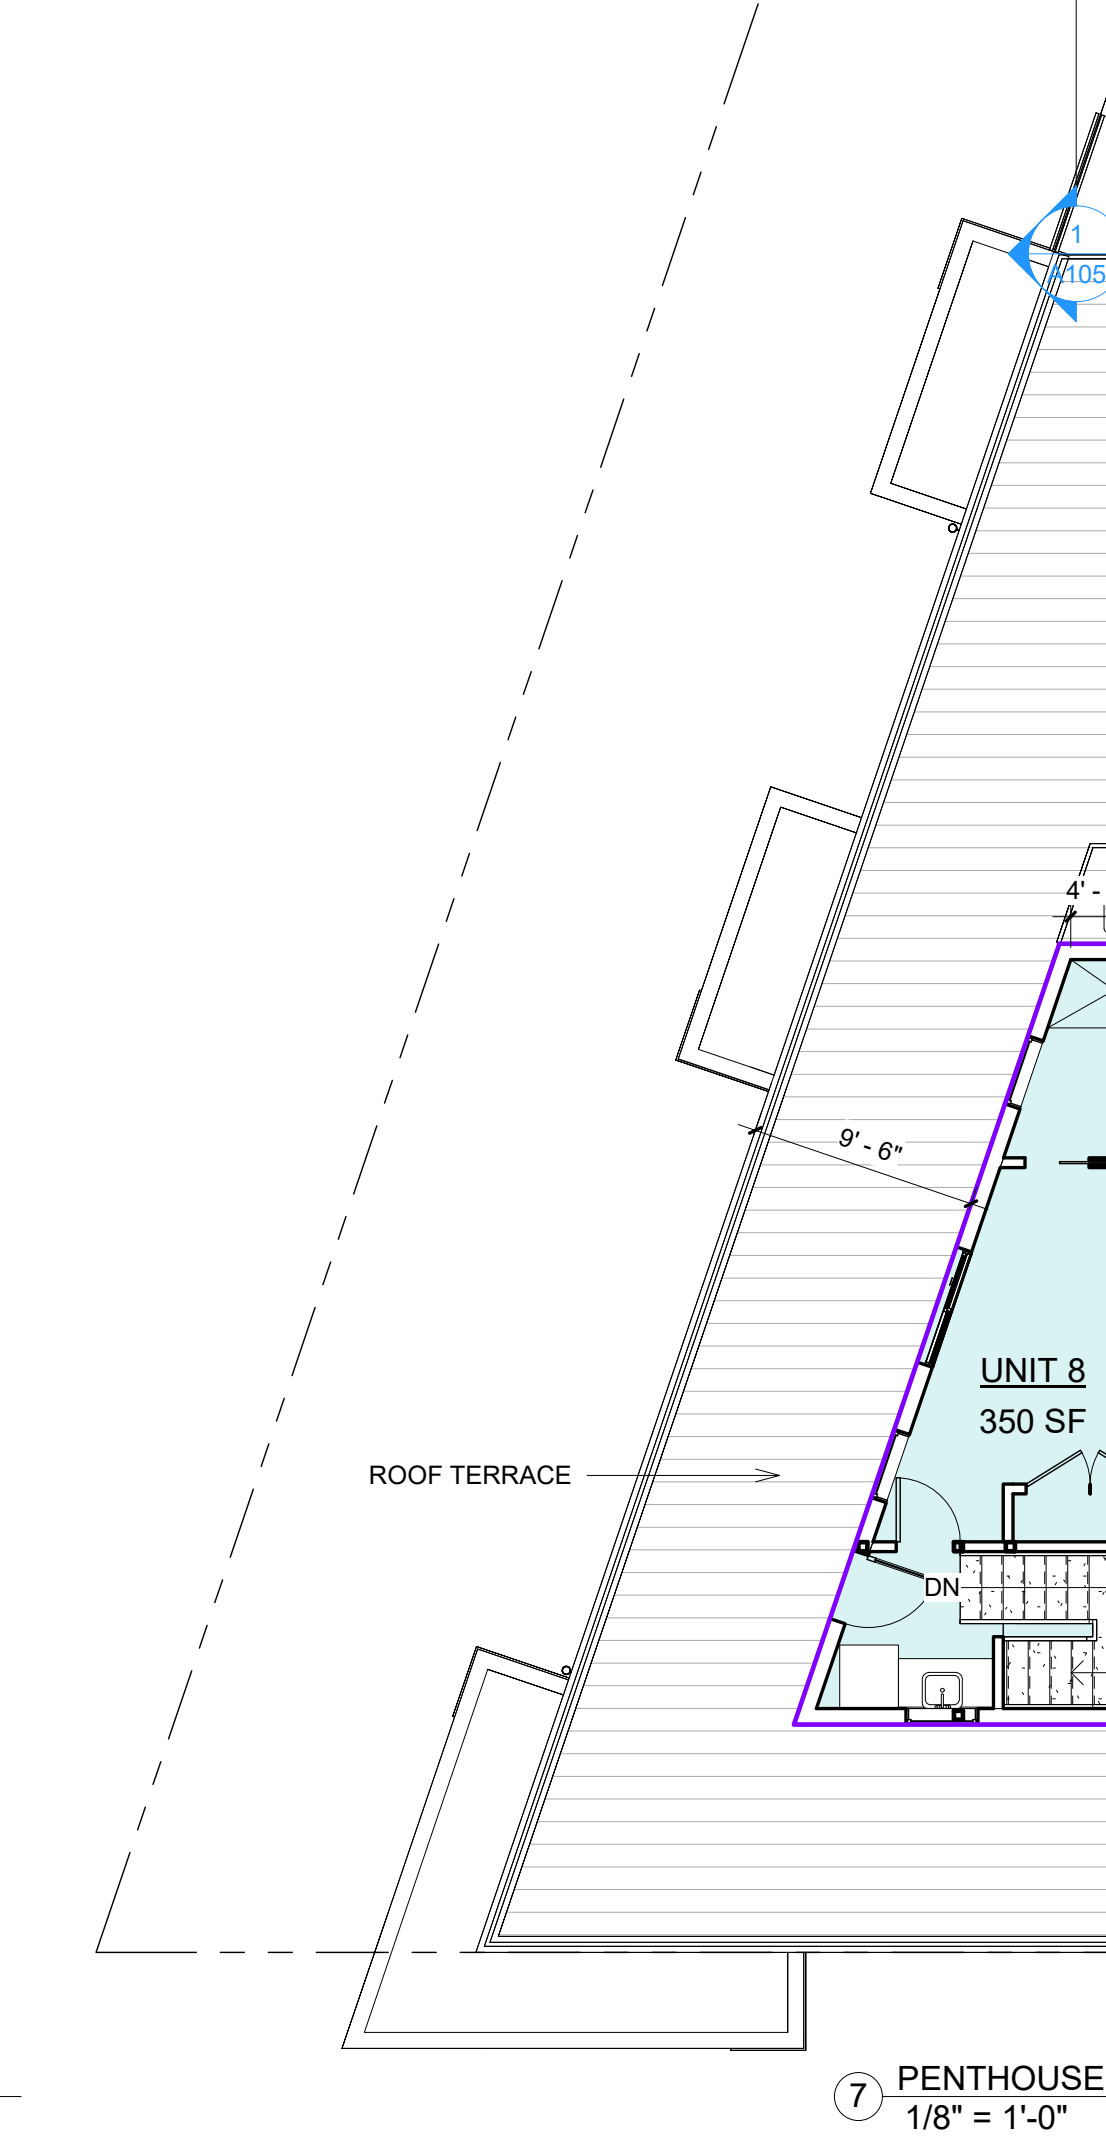 1
A105
4' -
9' - 6"
UNIT 8
350 SF
ROOF TERRACE
DN
7
PENTHOUSE
1/8" = 1'-0"